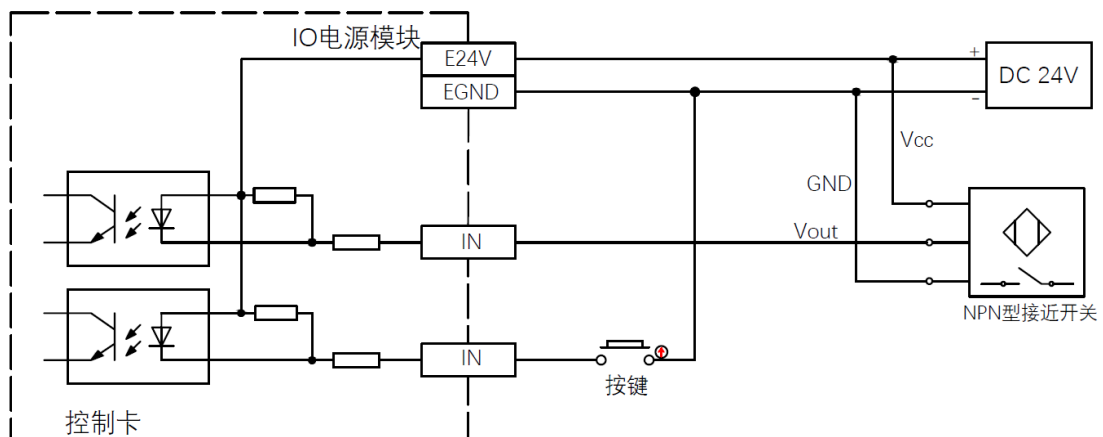 IO电源模块
E24V
EGND
+
-
DC 24V
Vcc
GND
Vout
IN
NPN型接近开关
IN
按键
控制卡